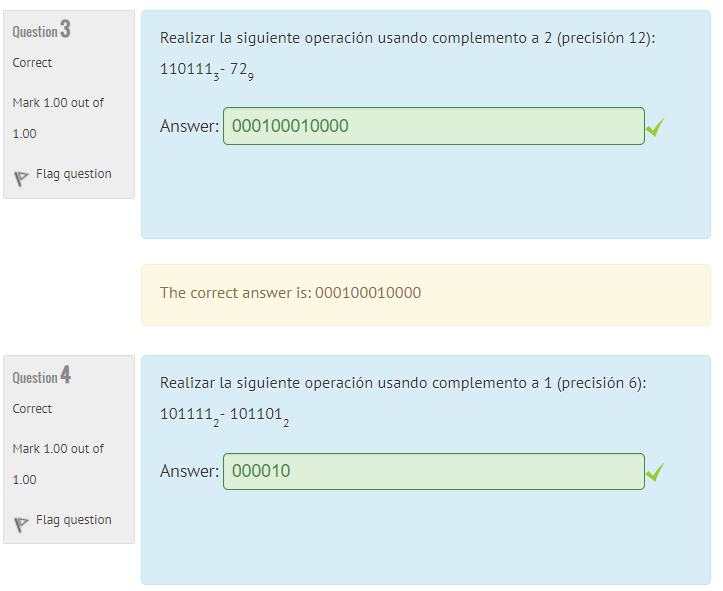 Question 3
Correct
Mark 1.00 out of
1.00
Flag question
Realizar la siguiente operación usando complemento a 2 (precisión 12):
110111₃- 72₉
Answer: 000100010000
The correct answer is: 000100010000
Question 4
Correct
Mark 1.00 out of
1.00
Flag question
Realizar la siguiente operación usando complemento a 1 (precisión 6):
101111₂- 101101₂
Answer: 000010